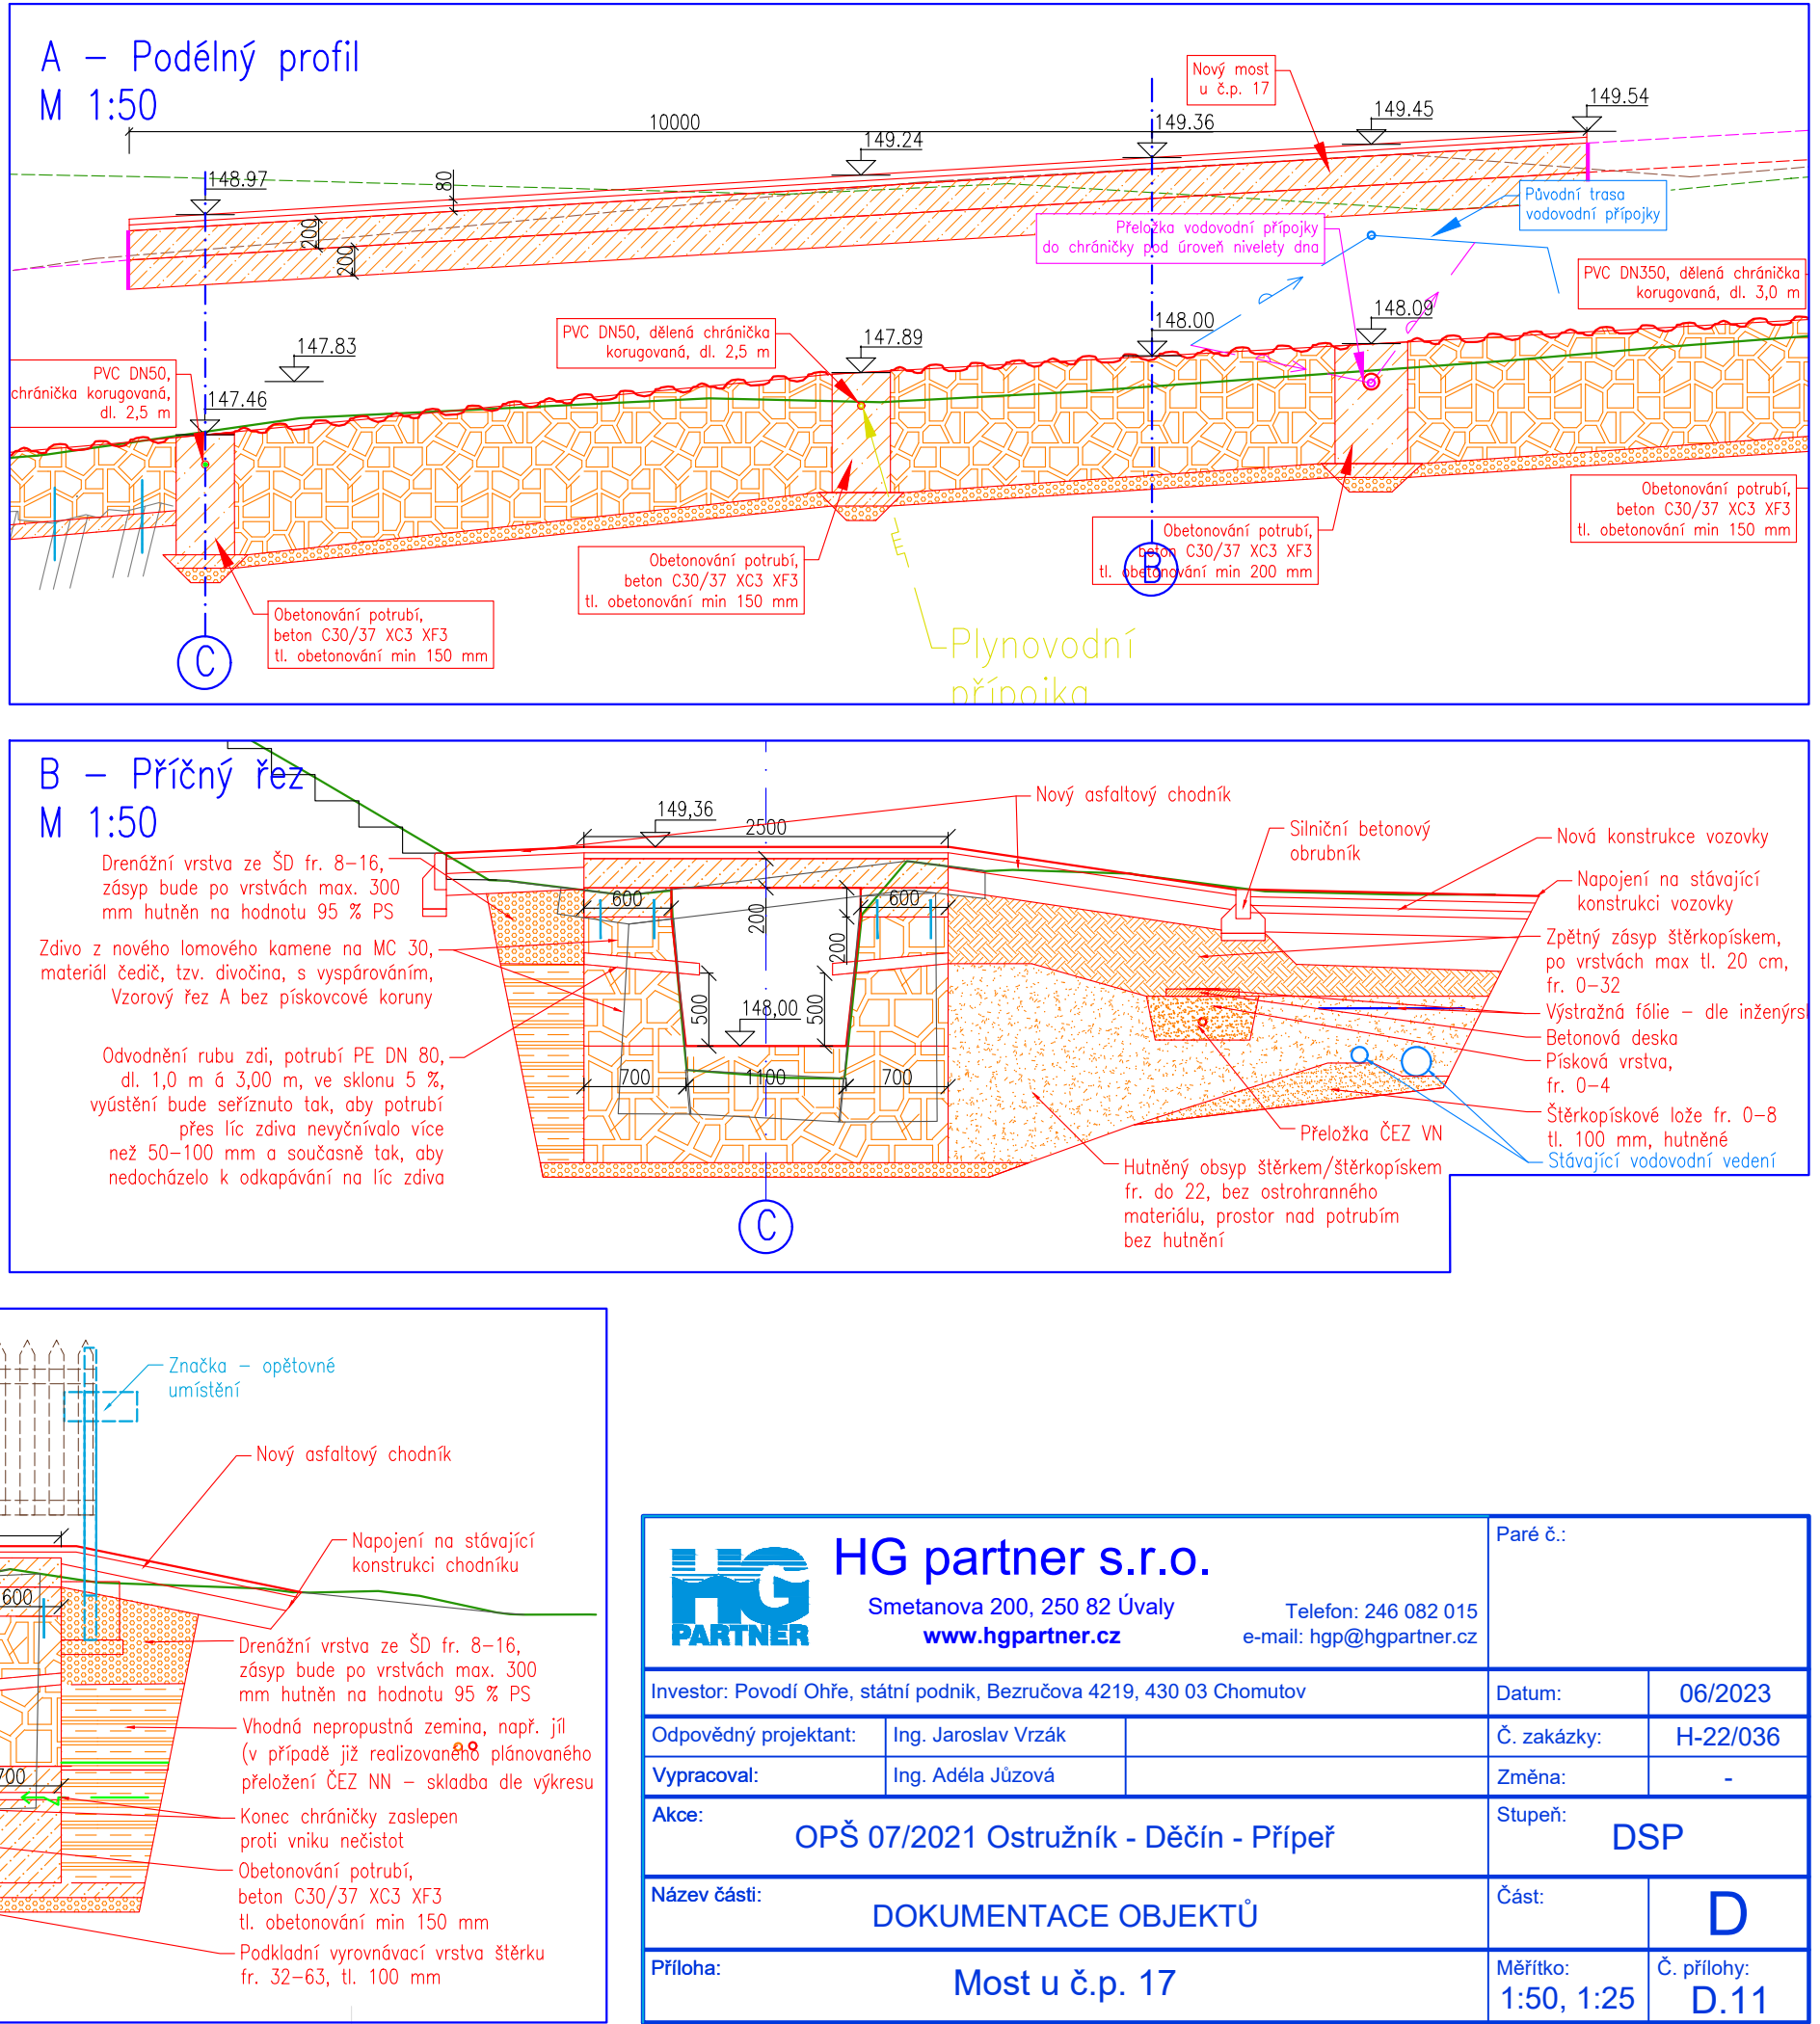 A – Podélný profil
M 1:50
10000
148.97
80
200
200
149.24
149.36
149.45
149.54
Nový most
u č.p. 17
Původní trasa
vodovodní přípojky
Přeložka vodovodní přípojky
do chráničky pod úroveň nivelety dna
PVC DN350, dělená chránička
korugovaná, dl. 3,0 m
PVC DN50, dělená chránička
korugovaná, dl. 2,5 m
147.83
147.89
148.00
148.09
PVC DN50,
chránička korugovaná,
dl. 2,5 m
147.46
Obetonování potrubí,
beton C30/37 XC3 XF3
tl. obetonování min 150 mm
Obetonování potrubí,
beton C30/37 XC3 XF3
tl. obetonování min 150 mm
Obetonování potrubí,
beton C30/37 XC3 XF3
tl. obetonování min 200 mm
Obetonování potrubí,
beton C30/37 XC3 XF3
tl. obetonování min 150 mm
C
B
Plynovodní
přípojka
B – Příčný řez
M 1:50
149,36
2500
600
600
200
200
500
500
148,00
700
1100
700
C
Drenážní vrstva ze ŠD fr. 8–16,
zásyp bude po vrstvách max. 300
mm hutněn na hodnotu 95 % PS
Zdivo z nového lomového kamene na MC 30,
materiál čedič, tzv. divočina, s vyspárováním,
Vzorový řez A bez pískovcové koruny
Odvodnění rubu zdi, potrubí PE DN 80,
dl. 1,0 m á 3,00 m, ve sklonu 5 %,
vyústění bude seříznuto tak, aby potrubí
přes líc zdiva nevyčnívalo více
než 50–100 mm a současně tak, aby
nedocházelo k odkapávání na líc zdiva
Nový asfaltový chodník
Silniční betonový
obrubník
Nová konstrukce vozovky
Napojení na stávající
konstrukci vozovky
Zpětný zásyp štěrkopískem,
po vrstvách max tl. 20 cm,
fr. 0–32
Výstražná fólie – dle inženýrsk
Betonová deska
Písková vrstva,
fr. 0–4
Štěrkopískové lože fr. 0–8
tl. 100 mm, hutněné
Stávající vodovodní vedení
Přeložka ČEZ VN
Hutněný obsyp štěrkem/štěrkopískem
fr. do 22, bez ostrohranného
materiálu, prostor nad potrubím
bez hutnění
Značka – opětovné
umístění
Nový asfaltový chodník
Napojení na stávající
konstrukci chodníku
600
Drenážní vrstva ze ŠD fr. 8–16,
zásyp bude po vrstvách max. 300
mm hutněn na hodnotu 95 % PS
Vhodná nepropustná zemina, např. jíl
(v případě již realizovaného plánovaného
přeložení ČEZ NN – skladba dle výkresu
700
Konec chráničky zaslepen
proti vniku nečistot
Obetonování potrubí,
beton C30/37 XC3 XF3
tl. obetonování min 150 mm
Podkladní vyrovnávací vrstva štěrku
fr. 32–63, tl. 100 mm
HG
PARTNER
HG partner s.r.o.
Smetanova 200, 250 82 Úvaly
www.hgpartner.cz
Telefon: 246 082 015
e-mail: hgp@hgpartner.cz
Paré č.:
Investor: Povodí Ohře, státní podnik, Bezručova 4219, 430 03 Chomutov
Datum: 06/2023
Odpovědný projektant: Ing. Jaroslav Vrzák
Č. zakázky: H-22/036
Vypracoval: Ing. Adéla Jůzová
Změna: -
Akce:
OPŠ 07/2021 Ostružník - Děčín - Přípeř
Stupeň:
DSP
Název části:
DOKUMENTACE OBJEKTŮ
Část:
D
Příloha:
Most u č.p. 17
Měřítko:
1:50, 1:25
Č. přílohy:
D.11